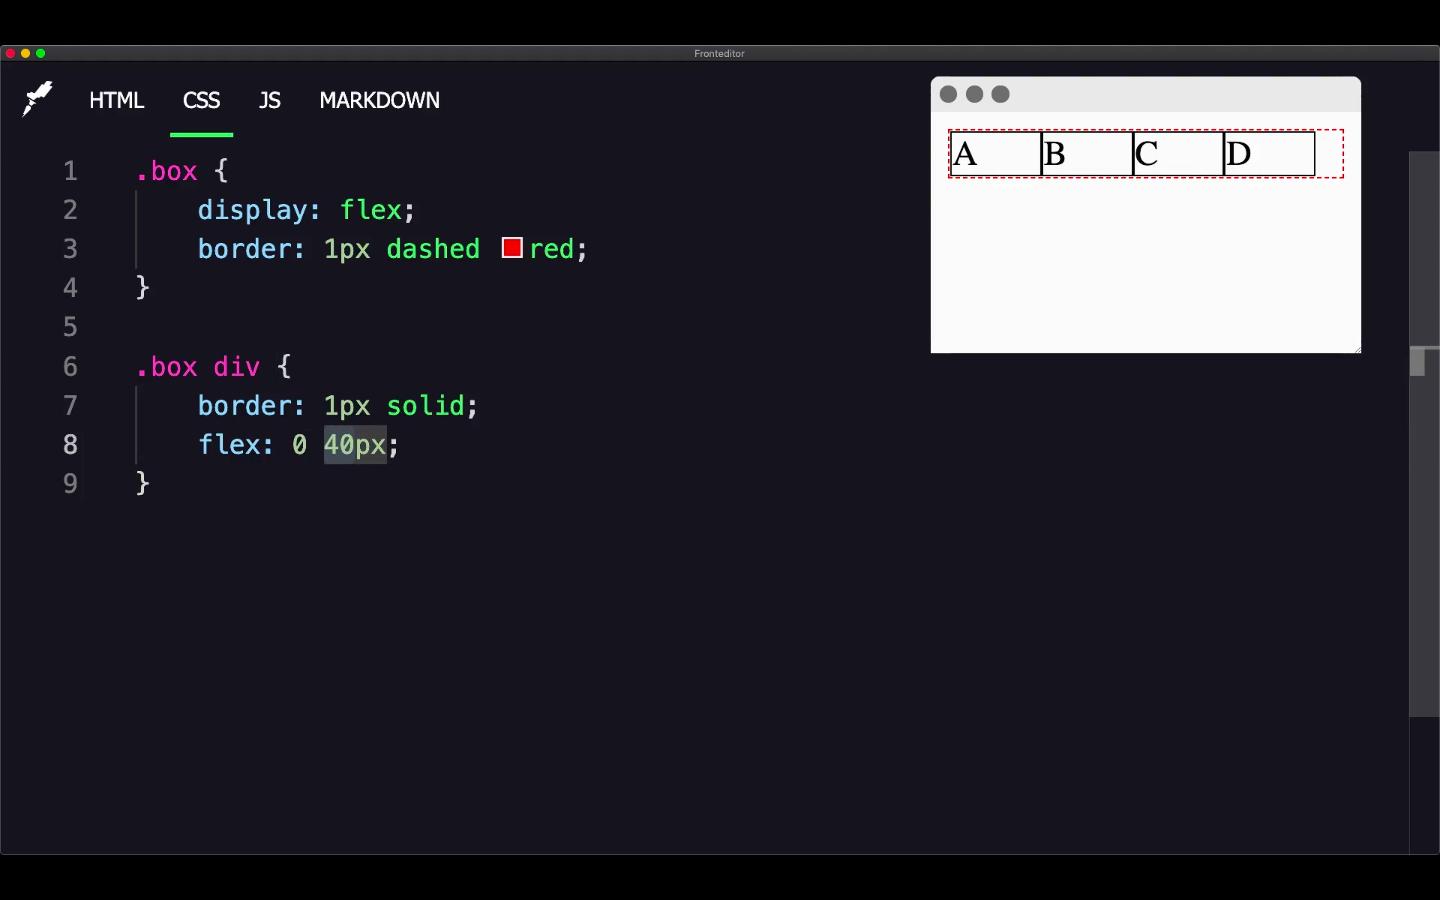 Fronteditor
HTML CSS JS MARKDOWN
1 .box {
2 display: flex;
3 border: 1px dashed red;
4 }
5
6 .box div {
7 border: 1px solid;
8 flex: 0 40px;
9 }
A B C D